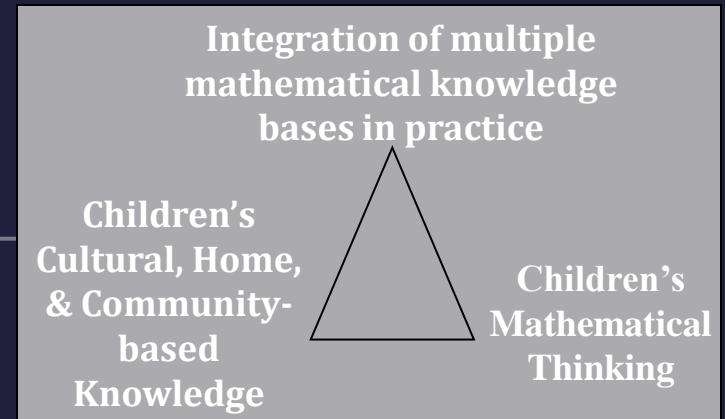 Integration of multiple
mathematical knowledge
bases in practice
Children's
Cultural, Home,
& Community-
based
Knowledge
Children's
Mathematical
Thinking